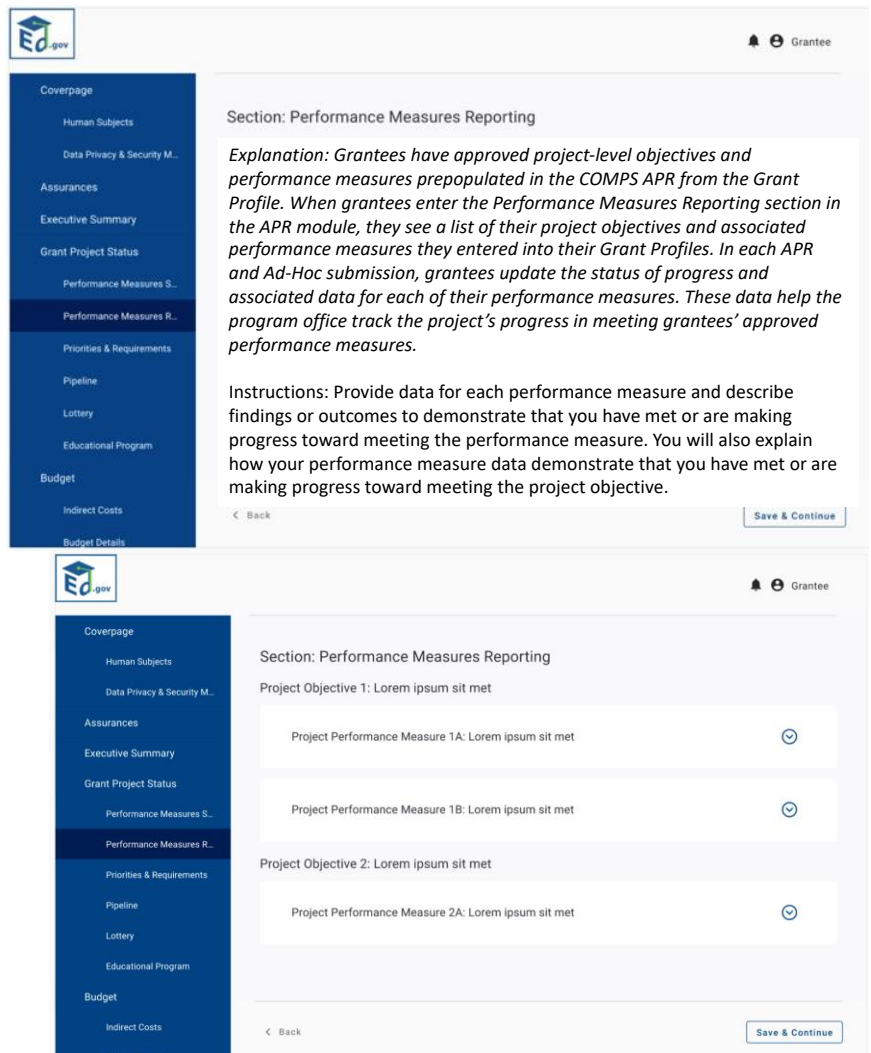 Ed.gov
Grantee
Coverpage
Human Subjects
Data Privacy & Security M...
Assurances
Executive Summary
Grant Project Status
Performance Measures S...
Performance Measures R...
Priorities & Requirements
Pipeline
Lottery
Educational Program
Budget
Indirect Costs
Budget Details
Section: Performance Measures Reporting
Explanation: Grantees have approved project-level objectives and
performance measures prepopulated in the COMPS APR from the Grant
Profile. When grantees enter the Performance Measures Reporting section in
the APR module, they see a list of their project objectives and associated
performance measures they entered into their Grant Profiles. In each APR
and Ad-Hoc submission, grantees update the status of progress and
associated data for each of their performance measures. These data help the
program office track the project's progress in meeting grantees' approved
performance measures.
Instructions: Provide data for each performance measure and describe
findings or outcomes to demonstrate that you have met or are making
progress toward meeting the performance measure. You will also explain
how your performance measure data demonstrate that you have met or are
making progress toward meeting the project objective.
< Back
Save & Continue
Ed.gov
Grantee
Coverpage
Human Subjects
Data Privacy & Security M...
Assurances
Executive Summary
Grant Project Status
Performance Measures S...
Performance Measures R...
Priorities & Requirements
Pipeline
Lottery
Educational Program
Budget
Indirect Costs
Section: Performance Measures Reporting
Project Objective 1: Lorem ipsum sit met
Project Performance Measure 1A: Lorem ipsum sit met
Project Performance Measure 1B: Lorem ipsum sit met
Project Objective 2: Lorem ipsum sit met
Project Performance Measure 2A: Lorem ipsum sit met
< Back
Save & Continue